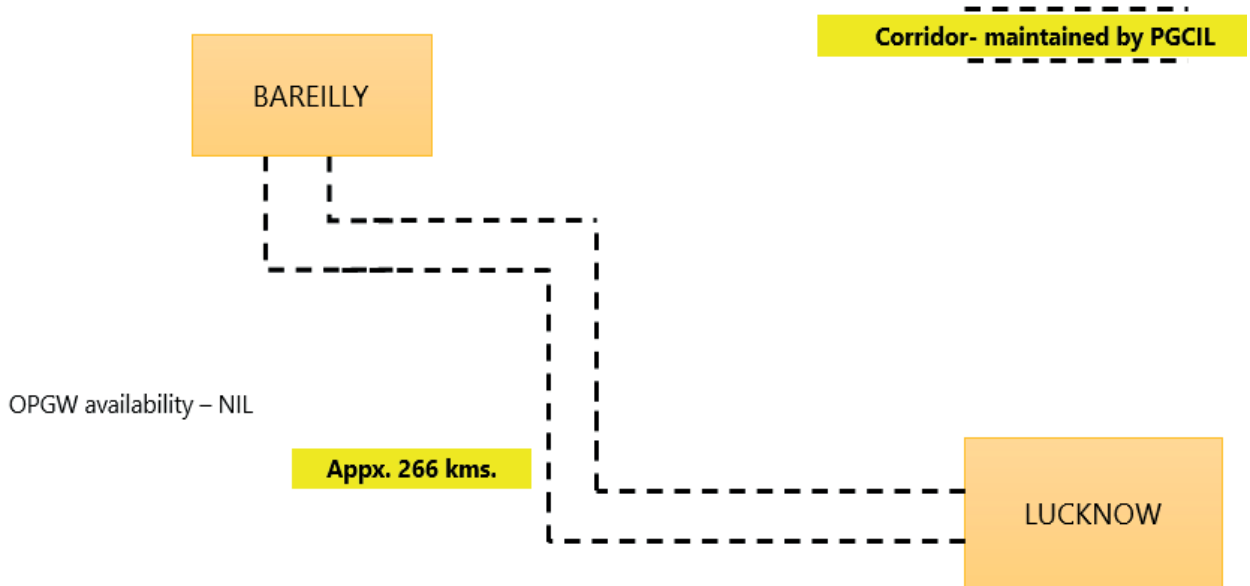 Corridor- maintained by PGCIL
BAREILLY
OPGW availability – NIL
Appx. 266 kms.
LUCKNOW